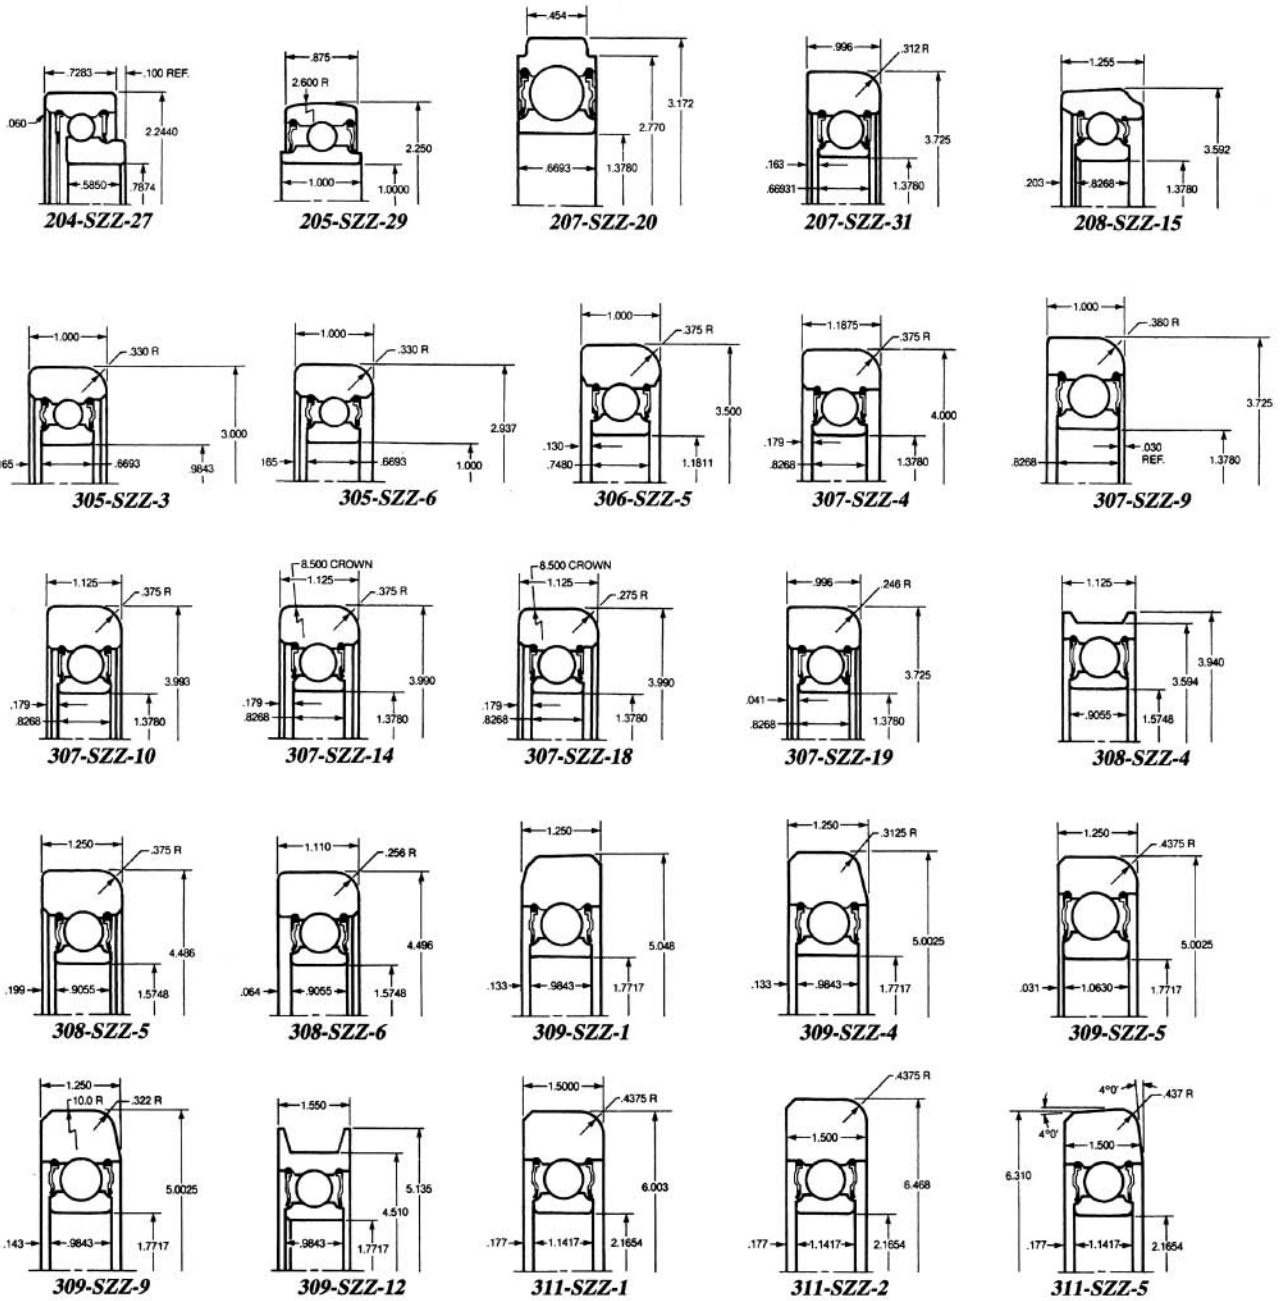 .7283 .100 REF.
.060
2.2440
.5850 .7874
204-SZZ-27
.875
2.600 R
2.250
1.000 1.0000
205-SZZ-29
.454
3.172
2.770
.6693 1.3780
207-SZZ-20
.996 .312 R
3.725
.163
.66931 1.3780
207-SZZ-31
1.255
3.592
.203 .8268 1.3780
208-SZZ-15
1.000
.330 R
3.000
.6693 .9843
305-SZZ-3
1.000
.330 R
2.937
165 .6693 1.000
305-SZZ-6
1.000
.375 R
3.500
.130
.7480 1.1811
306-SZZ-5
1.1875
.375 R
4.000
.179
.8268 1.3780
307-SZZ-4
1.000
.380 R
3.725
.030
REF.
.8268 1.3780
307-SZZ-9
1.125
.375 R
3.993
.179
.8268 1.3780
307-SZZ-10
8.500 CROWN
1.125
.375 R
3.990
.179
.8268 1.3780
307-SZZ-14
8.500 CROWN
1.125
.275 R
3.990
.179
.8268 1.3780
307-SZZ-18
.996 .246 R
3.725
.041
.8268 1.3780
307-SZZ-19
1.125
3.940
3.594
.9055 1.5748
308-SZZ-4
1.250
.375 R
4.486
.199 .9055 1.5748
308-SZZ-5
1.110
.256 R
4.496
.064 .9055 1.5748
308-SZZ-6
1.250
5.048
.133 .9843 1.7717
309-SZZ-1
1.250
.3125 R
5.0025
.133 .9843 1.7717
309-SZZ-4
1.250
.4375 R
5.0025
.031 1.0630 1.7717
309-SZZ-5
1.250
10.0 R .322 R
5.0025
.143 .9843 1.7717
309-SZZ-9
1.550
5.135
4.510
.9843 1.7717
309-SZZ-12
1.5000
.4375 R
6.003
.177 1.1417 2.1654
311-SZZ-1
.4375 R
1.500
6.468
.177 1.1417 2.1654
311-SZZ-2
4°0'
.437 R
4°0'
1.500
6.310
.177 1.1417 2.1654
311-SZZ-5